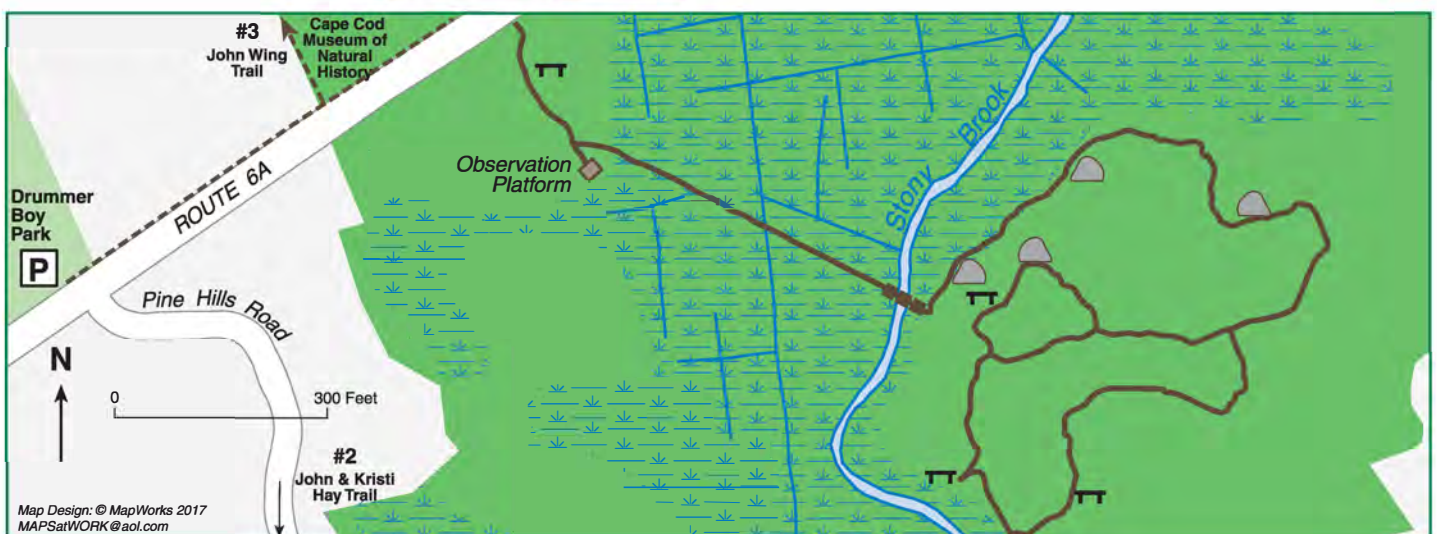 #3
John Wing
Trail
Cape Cod
Museum of
Natural
History
ROUTE 6A
Drummer
Boy
Park
P
Pine Hills Road
Observation
Platform
Stony Brook
N
0 300 Feet
#2
John & Kristi
Hay Trail
Map Design: © MapWorks 2017
MAPSatWORK@aol.com